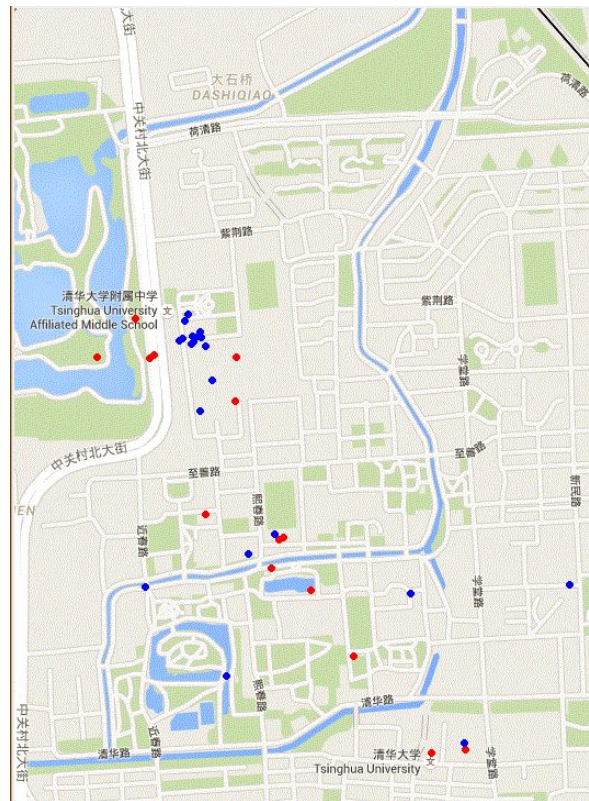 中关村北大街
大石桥
DASHIQIAO
荷清路
荷清路
紫荆路
清华大学附属中学
Tsinghua University
Affiliated Middle School
文
紫荆路
学堂路
中关村北大街
至善路
至善路
熙春路
近春路
新民路
学堂路
熙春路
清华路
中关村北大街
近春路
清华路
清华大学
Tsinghua University
文
学堂路